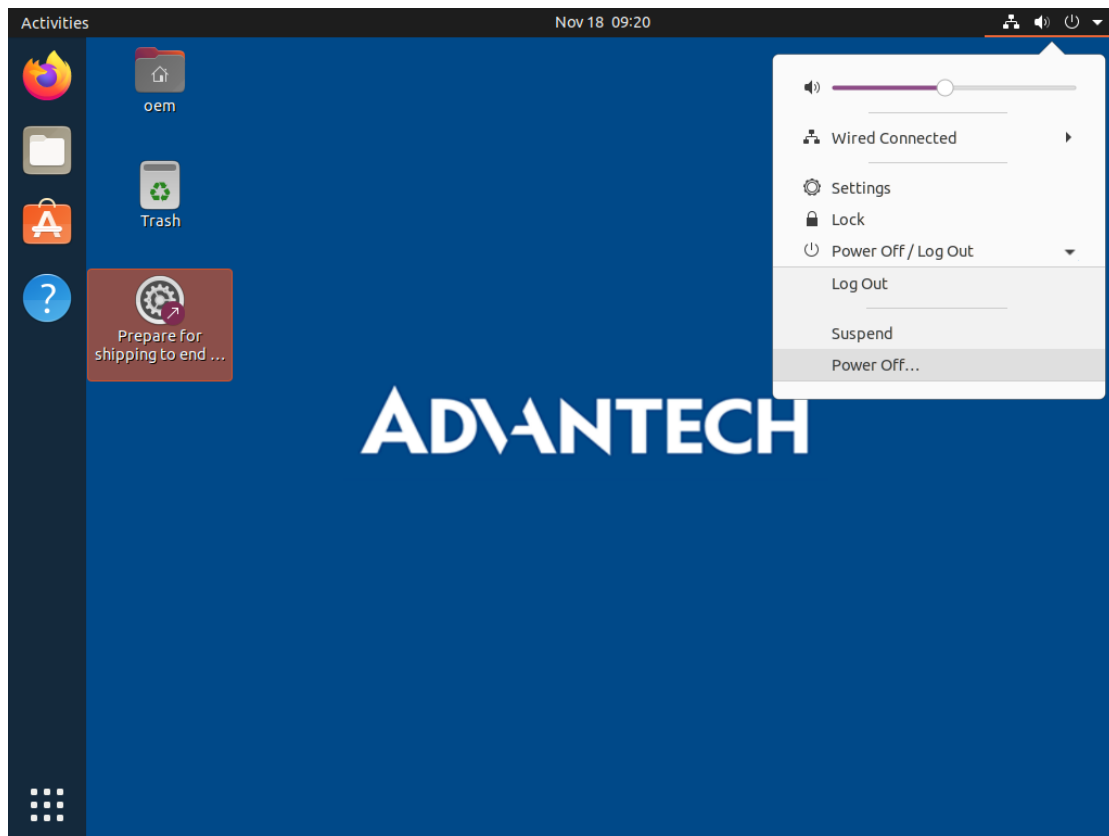 Activities
Nov 18 09:20
oem
Trash
Prepare for
shipping to end ...
Wired Connected
Settings
Lock
Power Off / Log Out
Log Out
Suspend
Power Off...
ADVANTECH